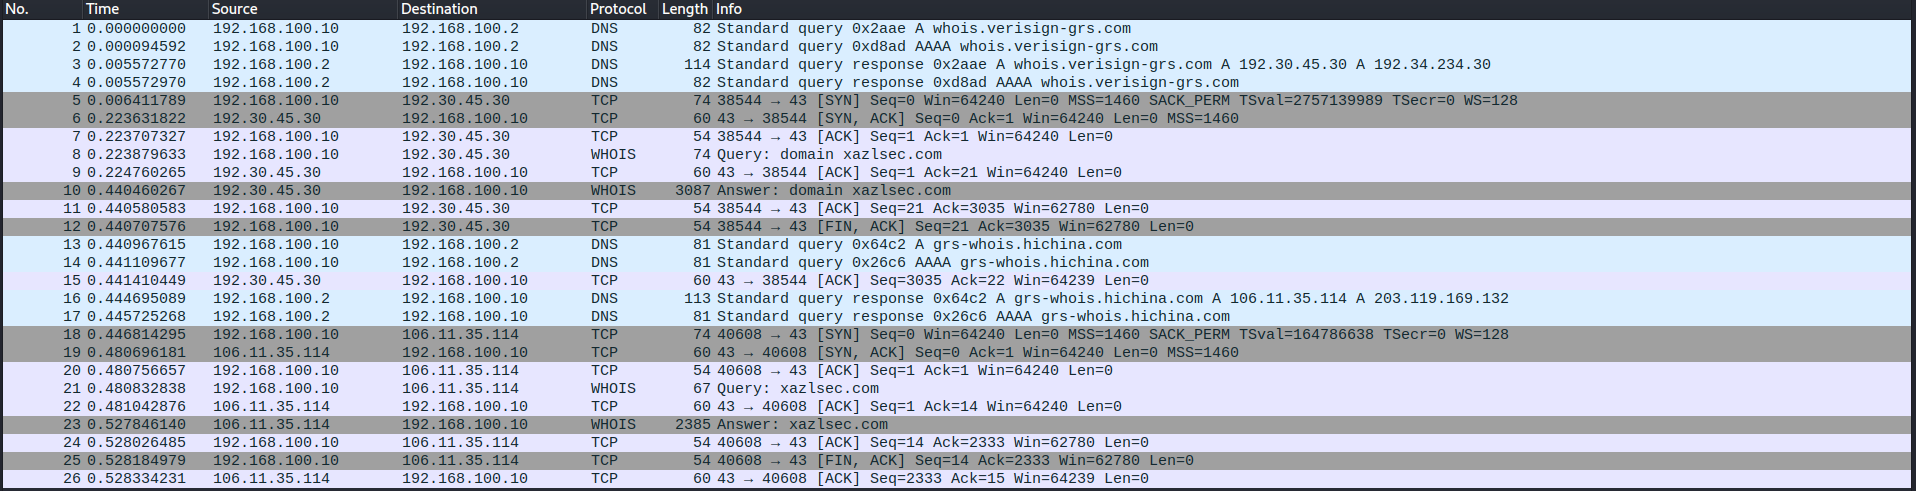 No. Time Source Destination Protocol Length Info
1 0.000000000 192.168.100.10 192.168.100.2 DNS 82 Standard query 0x2aae A whois.verisign-grs.com
2 0.000094592 192.168.100.10 192.168.100.2 DNS 82 Standard query 0xd8ad AAAA whois.verisign-grs.com
3 0.005572770 192.168.100.2 192.168.100.10 DNS 114 Standard query response 0x2aae A whois.verisign-grs.com A 192.30.45.30 A 192.34.234.30
4 0.005572970 192.168.100.2 192.168.100.10 DNS 82 Standard query response 0xd8ad AAAA whois.verisign-grs.com
5 0.006411789 192.168.100.10 192.30.45.30 TCP 74 38544 → 43 [SYN] Seq=0 Win=64240 Len=0 MSS=1460 SACK_PERM TSval=2757139989 TSecr=0 WS=128
6 0.223631822 192.30.45.30 192.168.100.10 TCP 60 43 → 38544 [SYN, ACK] Seq=0 Ack=1 Win=64240 Len=0 MSS=1460
7 0.223707327 192.168.100.10 192.30.45.30 TCP 54 38544 → 43 [ACK] Seq=1 Ack=1 Win=64240 Len=0
8 0.223879633 192.168.100.10 192.30.45.30 WHOIS 74 Query: domain xazlsec.com
9 0.224760265 192.30.45.30 192.168.100.10 TCP 60 43 → 38544 [ACK] Seq=1 Ack=21 Win=64240 Len=0
10 0.440460267 192.30.45.30 192.168.100.10 WHOIS 3087 Answer: domain xazlsec.com
11 0.440580583 192.168.100.10 192.30.45.30 TCP 54 38544 → 43 [ACK] Seq=21 Ack=3035 Win=62780 Len=0
12 0.440707576 192.168.100.10 192.30.45.30 TCP 54 38544 → 43 [FIN, ACK] Seq=21 Ack=3035 Win=62780 Len=0
13 0.440967615 192.168.100.10 192.168.100.2 DNS 81 Standard query 0x64c2 A grs-whois.hichina.com
14 0.441109677 192.168.100.10 192.168.100.2 DNS 81 Standard query 0x26c6 AAAA grs-whois.hichina.com
15 0.441410449 192.30.45.30 192.168.100.10 TCP 60 43 → 38544 [ACK] Seq=3035 Ack=22 Win=64239 Len=0
16 0.444695089 192.168.100.2 192.168.100.10 DNS 113 Standard query response 0x64c2 A grs-whois.hichina.com A 106.11.35.114 A 203.119.169.132
17 0.445725268 192.168.100.2 192.168.100.10 DNS 81 Standard query response 0x26c6 AAAA grs-whois.hichina.com
18 0.446814295 192.168.100.10 106.11.35.114 TCP 74 40608 → 43 [SYN] Seq=0 Win=64240 Len=0 MSS=1460 SACK_PERM TSval=164786638 TSecr=0 WS=128
19 0.480696181 106.11.35.114 192.168.100.10 TCP 60 43 → 40608 [SYN, ACK] Seq=0 Ack=1 Win=64240 Len=0 MSS=1460
20 0.480756657 192.168.100.10 106.11.35.114 TCP 54 40608 → 43 [ACK] Seq=1 Ack=1 Win=64240 Len=0
21 0.480832838 192.168.100.10 106.11.35.114 WHOIS 67 Query: xazlsec.com
22 0.481042876 106.11.35.114 192.168.100.10 TCP 60 43 → 40608 [ACK] Seq=1 Ack=14 Win=64240 Len=0
23 0.527846140 106.11.35.114 192.168.100.10 WHOIS 2385 Answer: xazlsec.com
24 0.528026485 192.168.100.10 106.11.35.114 TCP 54 40608 → 43 [ACK] Seq=14 Ack=2333 Win=62780 Len=0
25 0.528184979 192.168.100.10 106.11.35.114 TCP 54 40608 → 43 [FIN, ACK] Seq=14 Ack=2333 Win=62780 Len=0
26 0.528334231 106.11.35.114 192.168.100.10 TCP 60 43 → 40608 [ACK] Seq=2333 Ack=15 Win=64239 Len=0